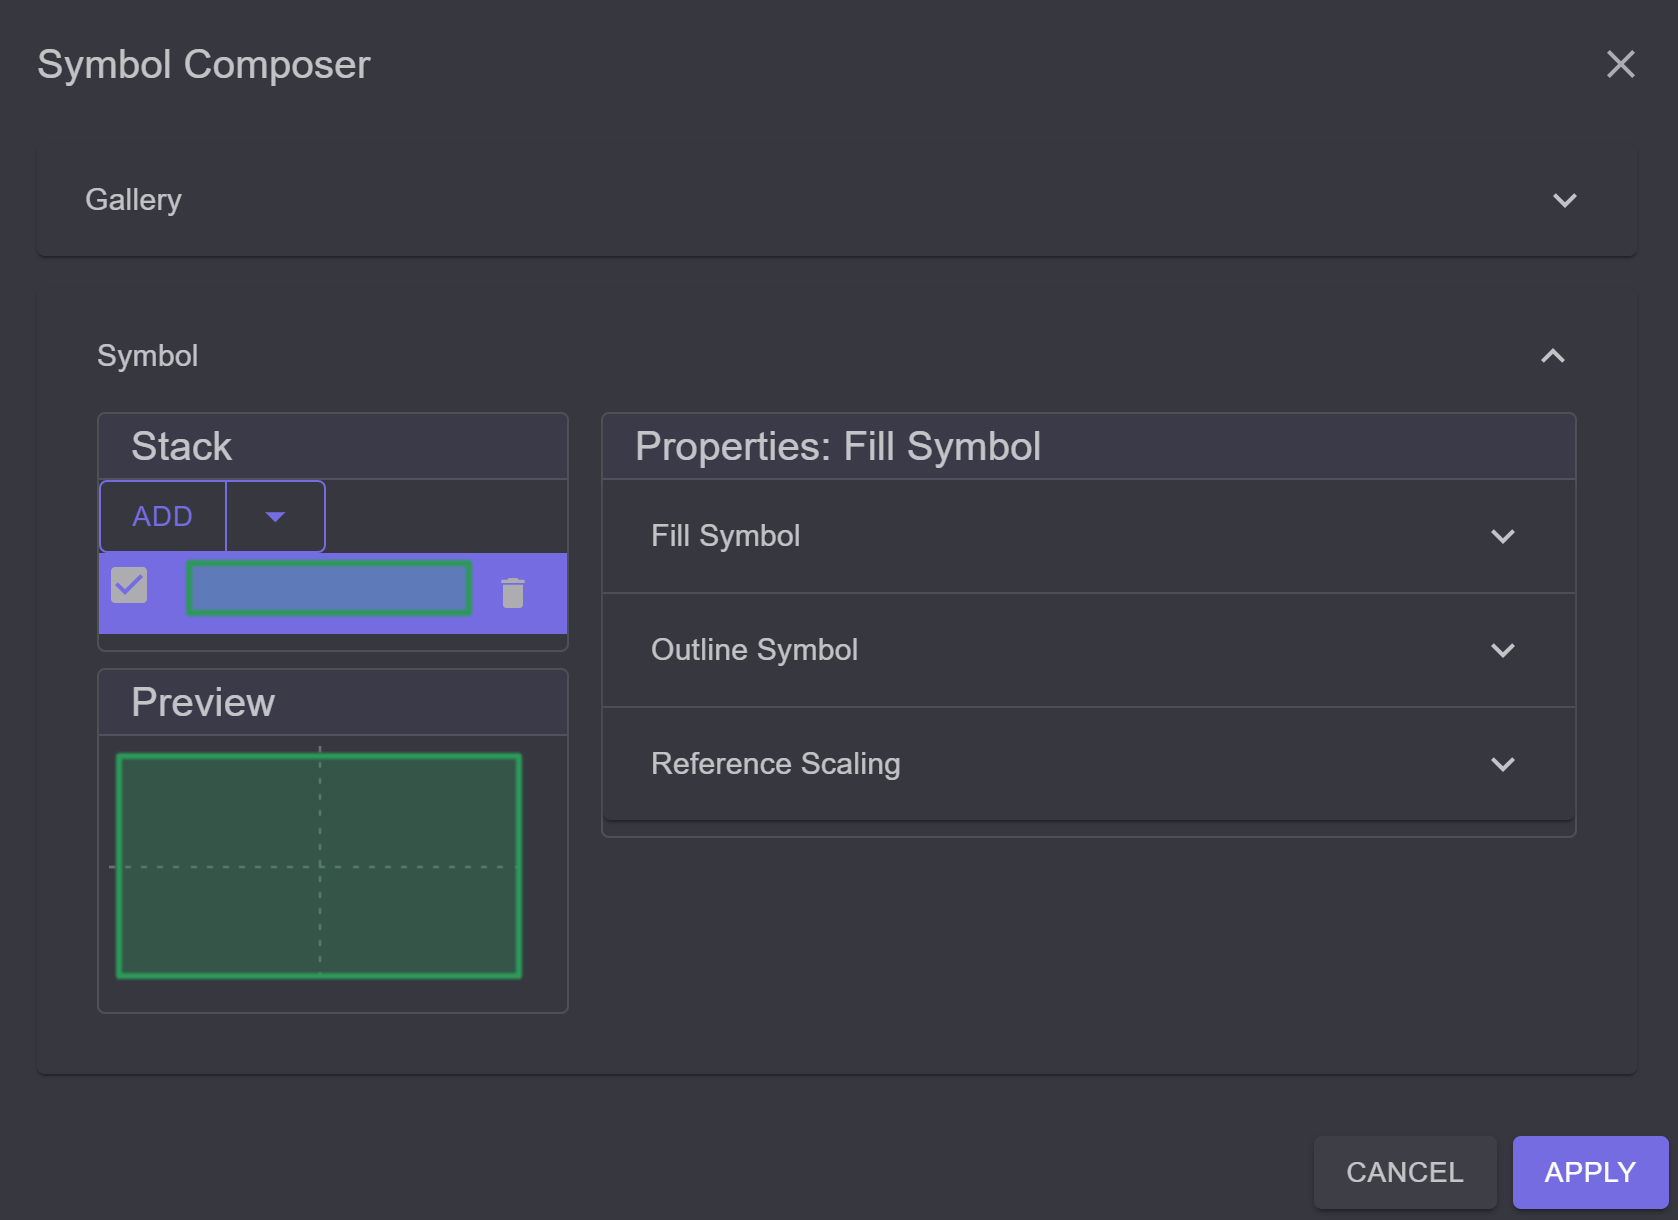 Symbol Composer
Gallery
Symbol
Stack
ADD
Preview
Properties: Fill Symbol
Fill Symbol
Outline Symbol
Reference Scaling
CANCEL
APPLY